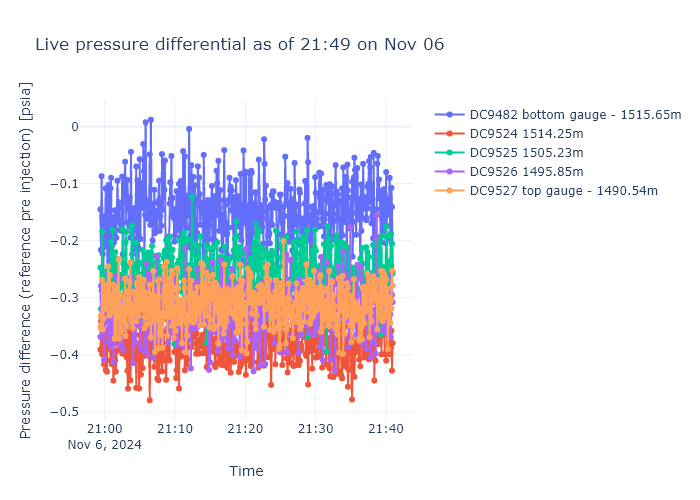 Live pressure differential as of 21:49 on Nov 06
Pressure difference (reference pre injection) [psia]
0
−0.1
−0.2
−0.3
−0.4
−0.5
21:00
Nov 6, 2024
21:10
21:20
21:30
21:40
Time
DC9482 bottom gauge - 1515.65m
DC9524 1514.25m
DC9525 1505.23m
DC9526 1495.85m
DC9527 top gauge - 1490.54m